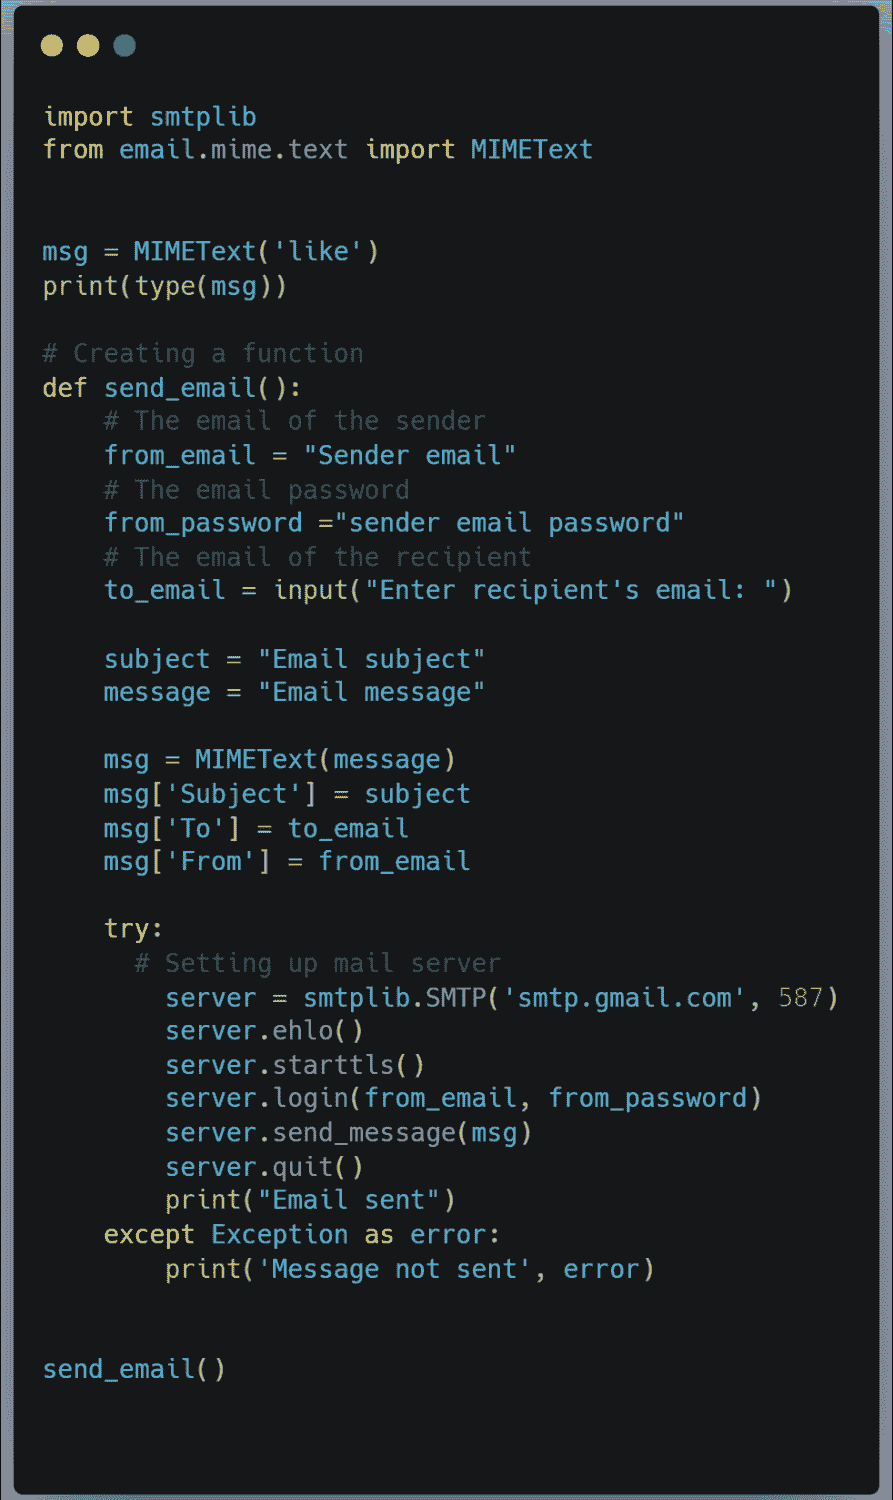 import smtplib
from email.mime.text import MIMEText
msg = MIMEText('like')
print(type(msg))
# Creating a function
def send_email():
    # The email of the sender
    from_email = "Sender email"
    # The email password
    from_password ="sender email password"
    # The email of the recipient
    to_email = input("Enter recipient's email: ")
    subject = "Email subject"
    message = "Email message"
    msg = MIMEText(message)
    msg['Subject'] = subject
    msg['To'] = to_email
    msg['From'] = from_email
    try:
      # Setting up mail server
        server = smtplib.SMTP('smtp.gmail.com', 587)
        server.ehlo()
        server.starttls()
        server.login(from_email, from_password)
        server.send_message(msg)
        server.quit()
        print("Email sent")
    except Exception as error:
        print('Message not sent', error)
send_email()